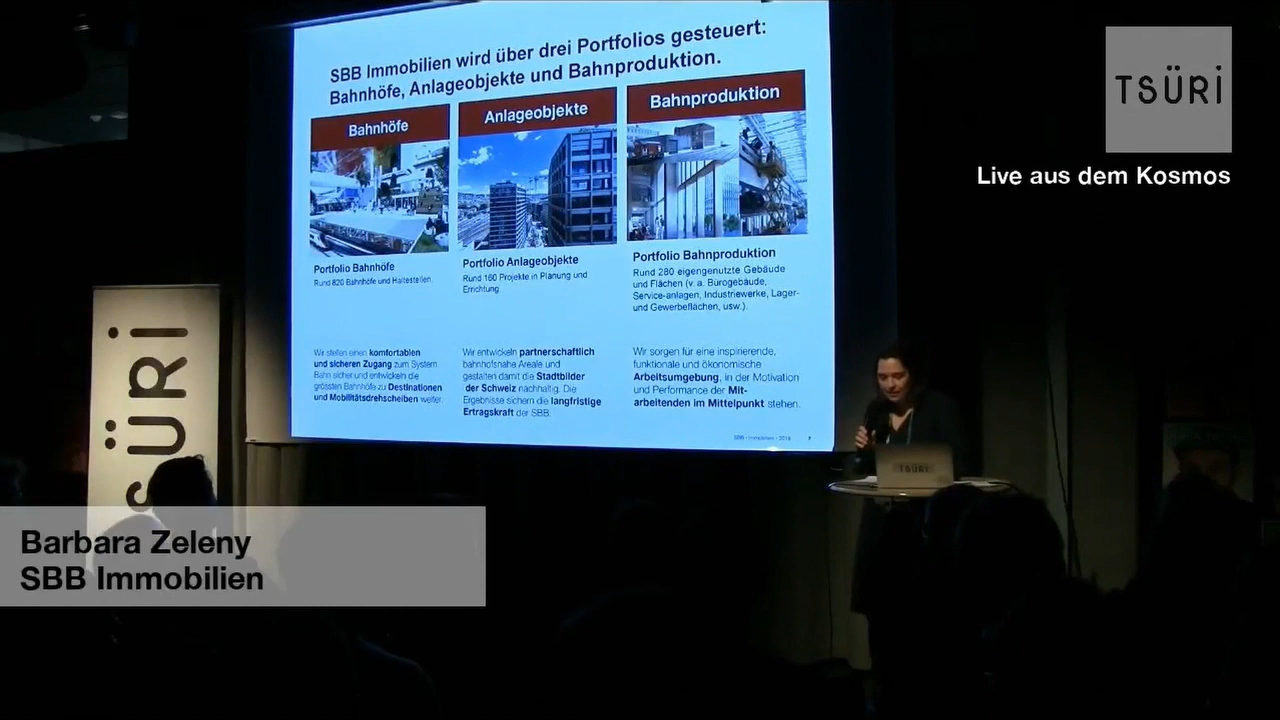 SBB Immobilien wird über drei Portfolios gesteuert:
Bahnhöfe, Anlageobjekte und Bahnproduktion.
Bahnhöfe
Portfolio Bahnhöfe
Rund 820 Bahnhöfe und Haltestellen.
Wir stellen einen komfortablen
und sicheren Zugang zum System
Bahn sicher und entwickeln die
grössten Bahnhöfe zu Destinationen
und Mobilitätsdrehscheiben weiter.
Anlageobjekte
Portfolio Anlageobjekte
Rund 160 Projekte in Planung und
Errichtung.
Wir entwickeln partnerschaftlich
bahnhofsnahe Areale und
gestalten damit die Stadtbilder
der Schweiz nachhaltig. Die
Ergebnisse sichern die langfristige
Ertragskraft der SBB.
Bahnproduktion
Portfolio Bahnproduktion
Rund 280 eigengenutzte Gebäude
und Flächen (v. a. Bürogebäude,
Service-anlagen, Industriewerke, Lager-
und Gewerbeflächen, usw.).
Wir sorgen für eine inspirierende,
funktionale und ökonomische
Arbeitsumgebung, in der Motivation
und Performance der Mit-
arbeitenden im Mittelpunkt stehen.
TSÜRI
Live aus dem Kosmos
SÜRI
TSÜRI
Barbara Zeleny
SBB Immobilien